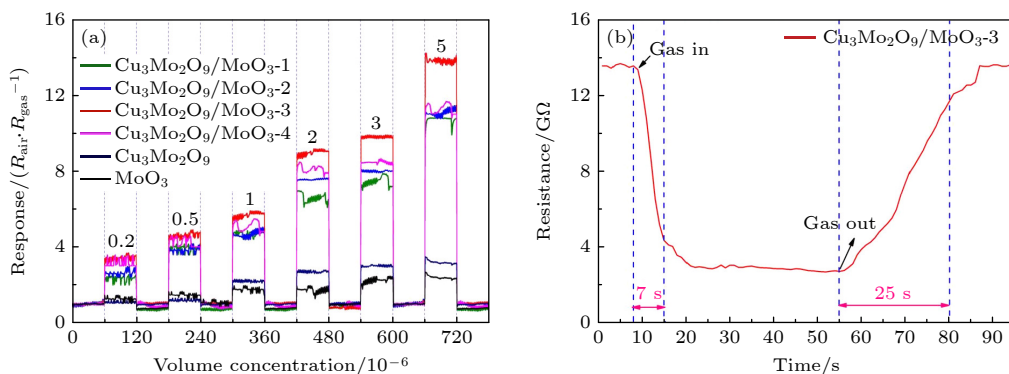 (a)
Cu₃Mo₂O₉/MoO₃-1
Cu₃Mo₂O₉/MoO₃-2
Cu₃Mo₂O₉/MoO₃-3
Cu₃Mo₂O₉/MoO₃-4
Cu₃Mo₂O₉
MoO₃
0.2
0.5
1
2
3
5
16
12
8
4
0
Response/(R_air·R_gas⁻¹)
0 120 240 360 480 600 720
Volume concentration/10⁻⁶
(b)
Cu₃Mo₂O₉/MoO₃-3
Gas in
Gas out
7 s
25 s
16
12
8
4
0
Resistance/GΩ
0 10 20 30 40 50 60 70 80 90
Time/s